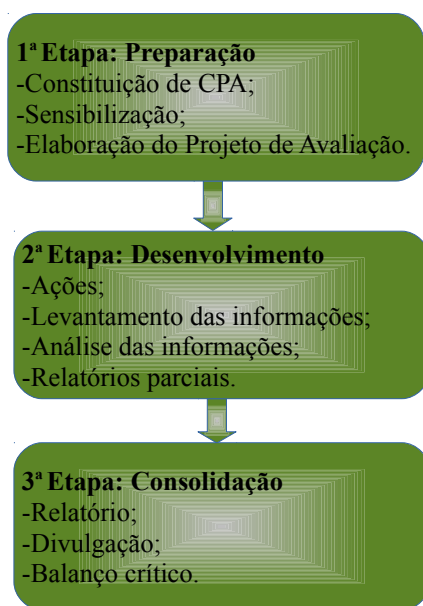 1ª Etapa: Preparação
-Constituição de CPA;
-Sensibilização;
-Elaboração do Projeto de Avaliação.
2ª Etapa: Desenvolvimento
-Ações;
-Levantamento das informações;
-Análise das informações;
-Relatórios parciais.
3ª Etapa: Consolidação
-Relatório;
-Divulgação;
-Balanço crítico.